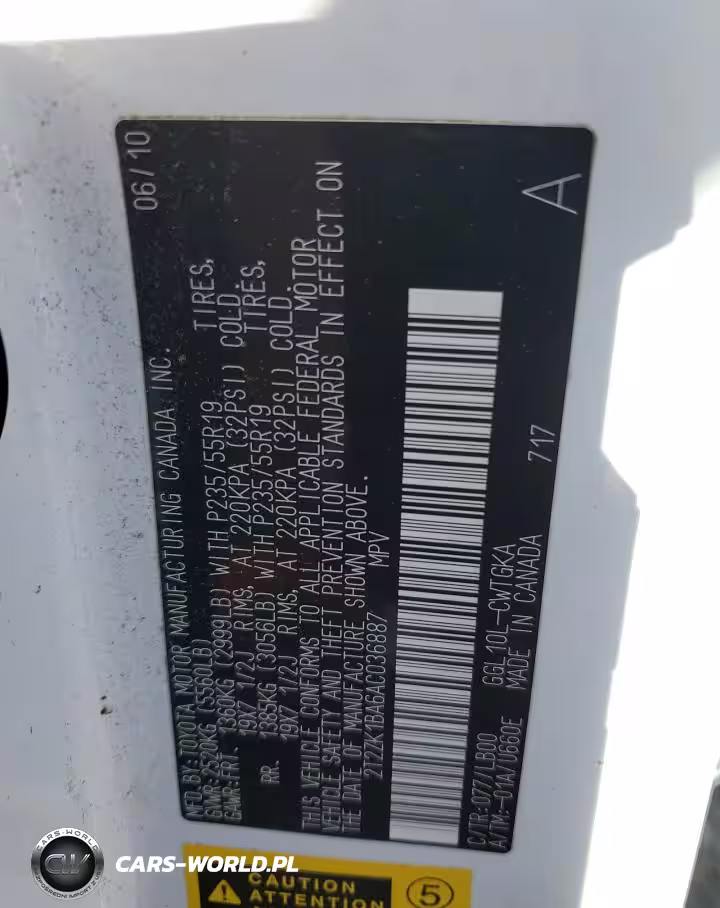 MFD.BY:TOYOTA MOTOR MANUFACTURING CANADA, INC. 06/10
GVWR:2520KG (5560LB)
GAWR:FRT. 1360KG (2999LB) WITH P235/55R19 TIRES,
19X7 1/2J RIMS, AT 220KPA (32PSI) COLD.
RR. 1385KG (3056LB) WITH P235/55R19 TIRES,
19X7 1/2J RIMS, AT 220KPA (32PSI) COLD.
THIS VEHICLE CONFORMS TO ALL APPLICABLE FEDERAL MOTOR
VEHICLE SAFETY AND THEFT PREVENTION STANDARDS IN EFFECT ON
THE DATE OF MANUFACTURE SHOWN ABOVE.
2T2ZK1BA6AC036887 MPV
A
C/TR:077/LB00 GGL10L-CWTGKA 717
A/TM:-01A/U660E MADE IN CANADA
CAUTION
ATTENTION
5
CARS-WORLD
CW
CARS-WORLD.PL